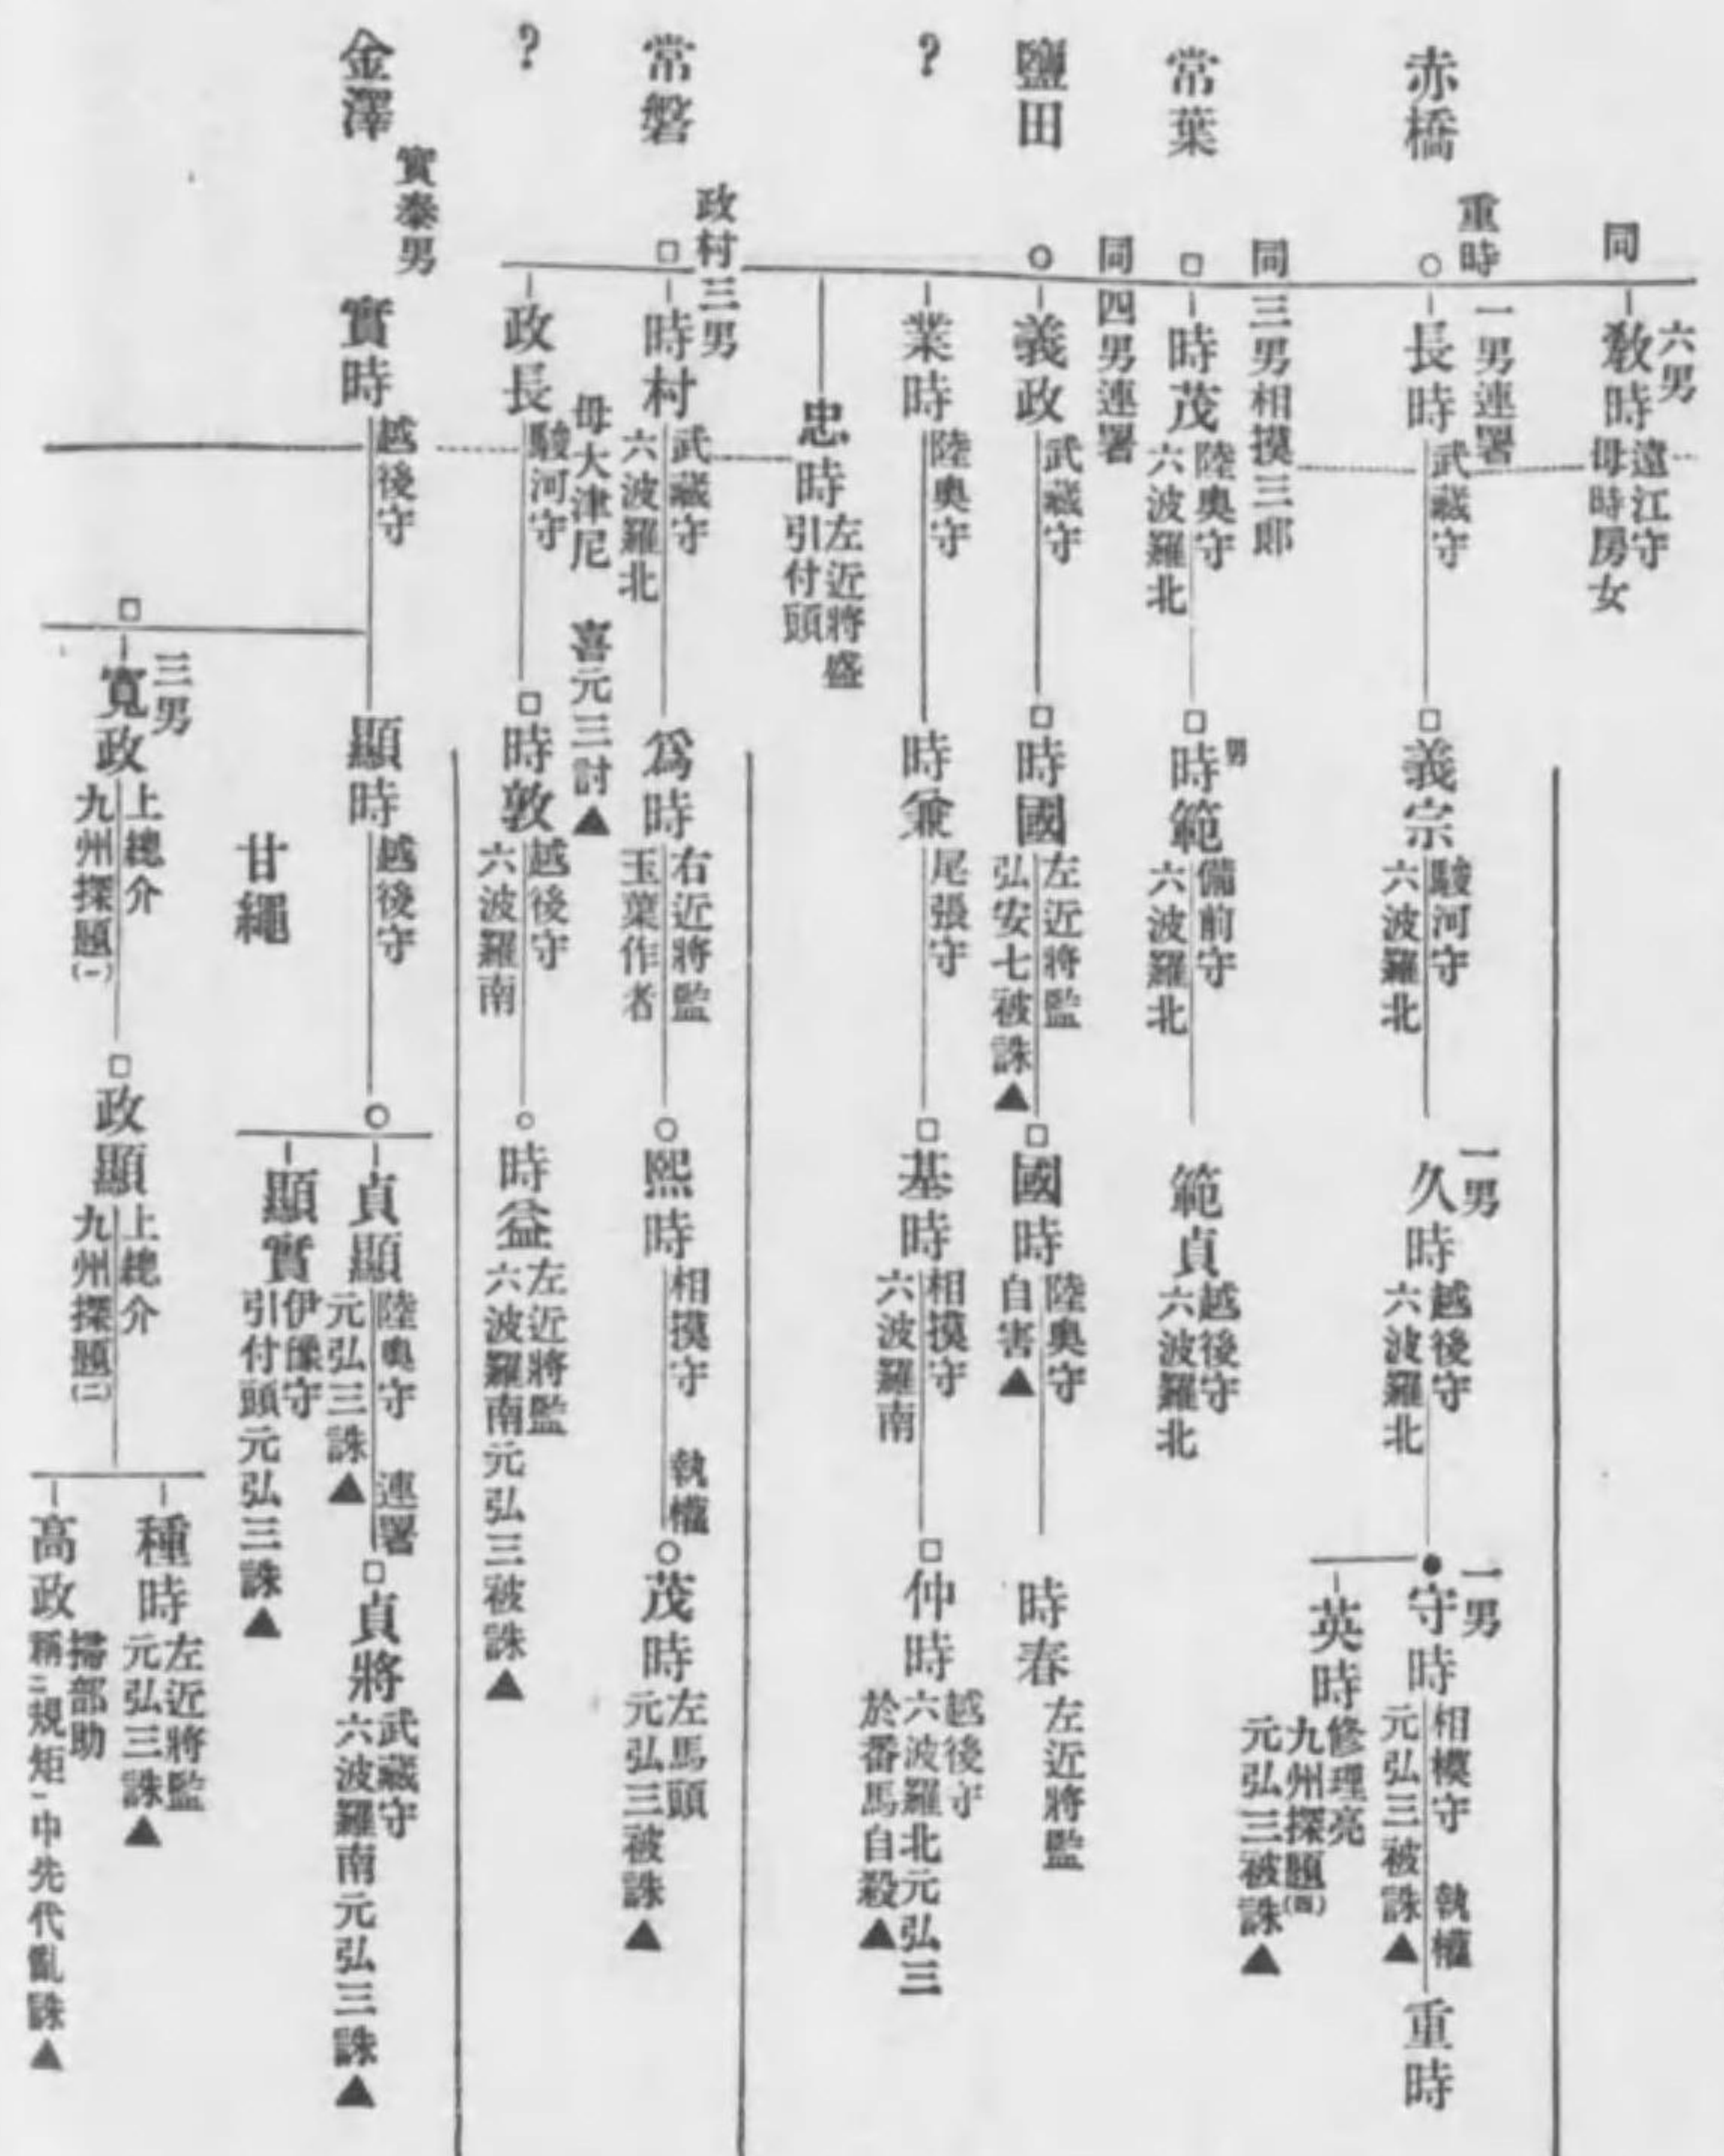 同
六男
教時
遠江守
母時房女
赤橋
重時一男連署
長時
武藏守
義宗
駿河守
六波羅北
一男
久時
越後守
六波羅北
一男
守時
相模守 執權
元弘三被誅▲
重時
英時
修理亮
九州探題(四)
元弘三被誅▲
同三男相摸三郎
常葉
時茂
陸奥守
六波羅北
男
時範
備前守
六波羅北
範貞
越後守
六波羅北
同四男連署
鹽田
義政
武藏守
時國
左近將監
弘安七被誅▲
國時
陸奥守
自害▲
時春
左近將監
?
業時
陸奥守
時兼
尾張守
基時
相摸守
六波羅南
仲時
越後守
六波羅北元弘三
於番馬自殺▲
忠時
左近將盛
引付頭
政村三男
常磐
時村
武藏守
六波羅北
爲時
右近將監
玉葉作者
熙時
相摸守 執權
茂時
左馬頭
元弘三被誅▲
母大津尼 喜元三討▲
?
政長
駿河守
時敦
越後守
六波羅南
時益
左近將監
六波羅南元弘三被誅▲
金澤
實泰男
實時
越後守
顯時
越後守
貞顯
陸奥守 連署
元弘三誅▲
貞將
武藏守
六波羅南元弘三誅▲
甘繩
顯實
伊豫守
引付頭元弘三誅▲
三男
寬政
上總介
九州探題(一)
政顯
上總介
九州探題(二)
種時
左近將監
元弘三誅▲
高政
掃部助
稱二規矩一中先代亂誅▲